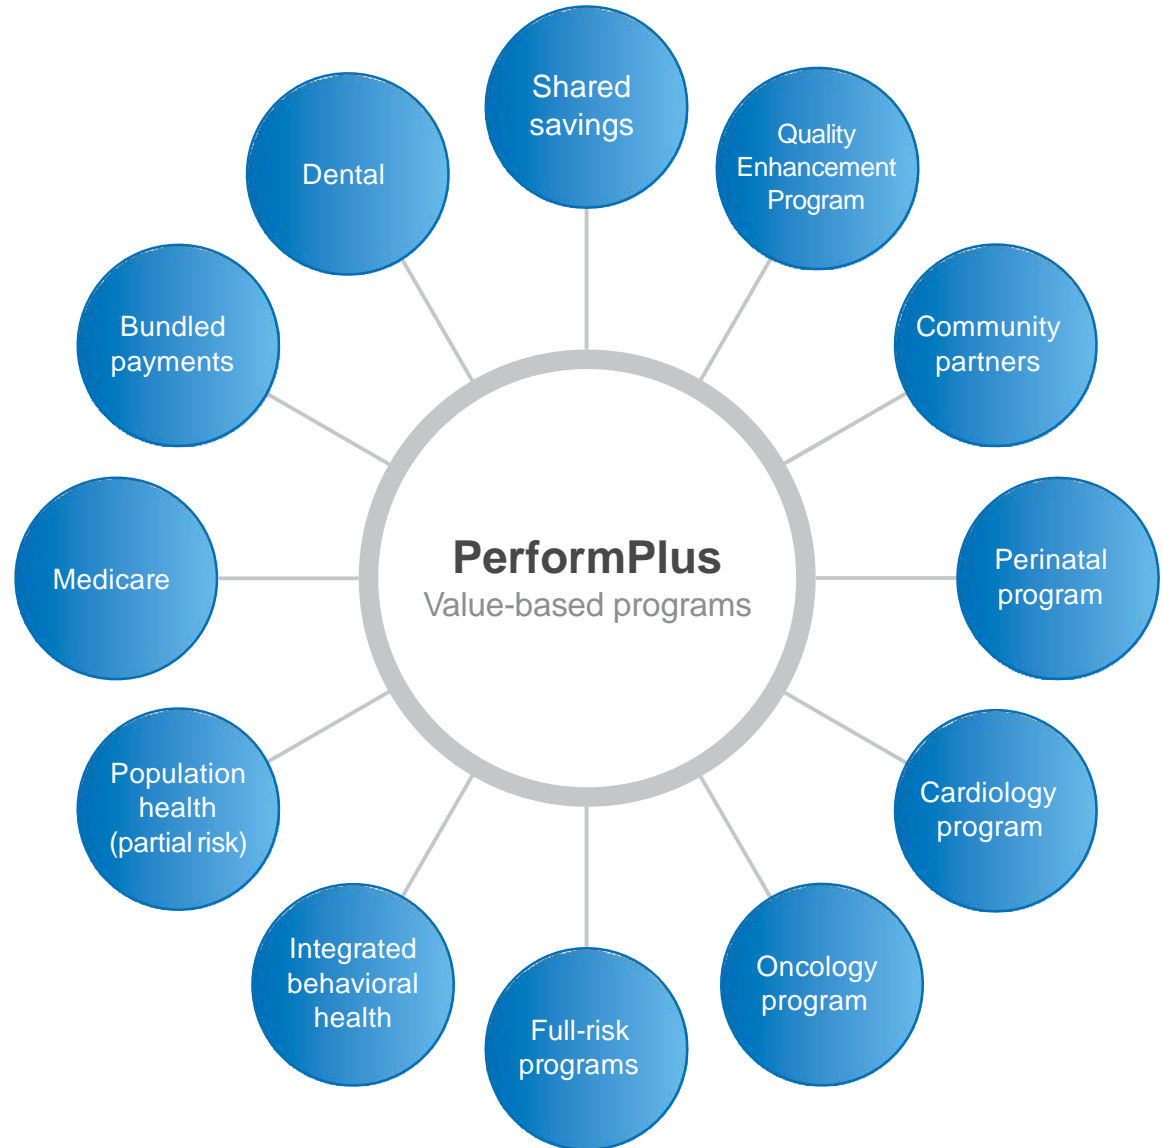 Shared
savings
Quality
Enhancement
Program
Community
partners
Perinatal
program
Cardiology
program
Oncology
program
Full-risk
programs
Integrated
behavioral
health
Population
health
(partial risk)
Medicare
Bundled
payments
Dental
PerformPlus
Value-based programs